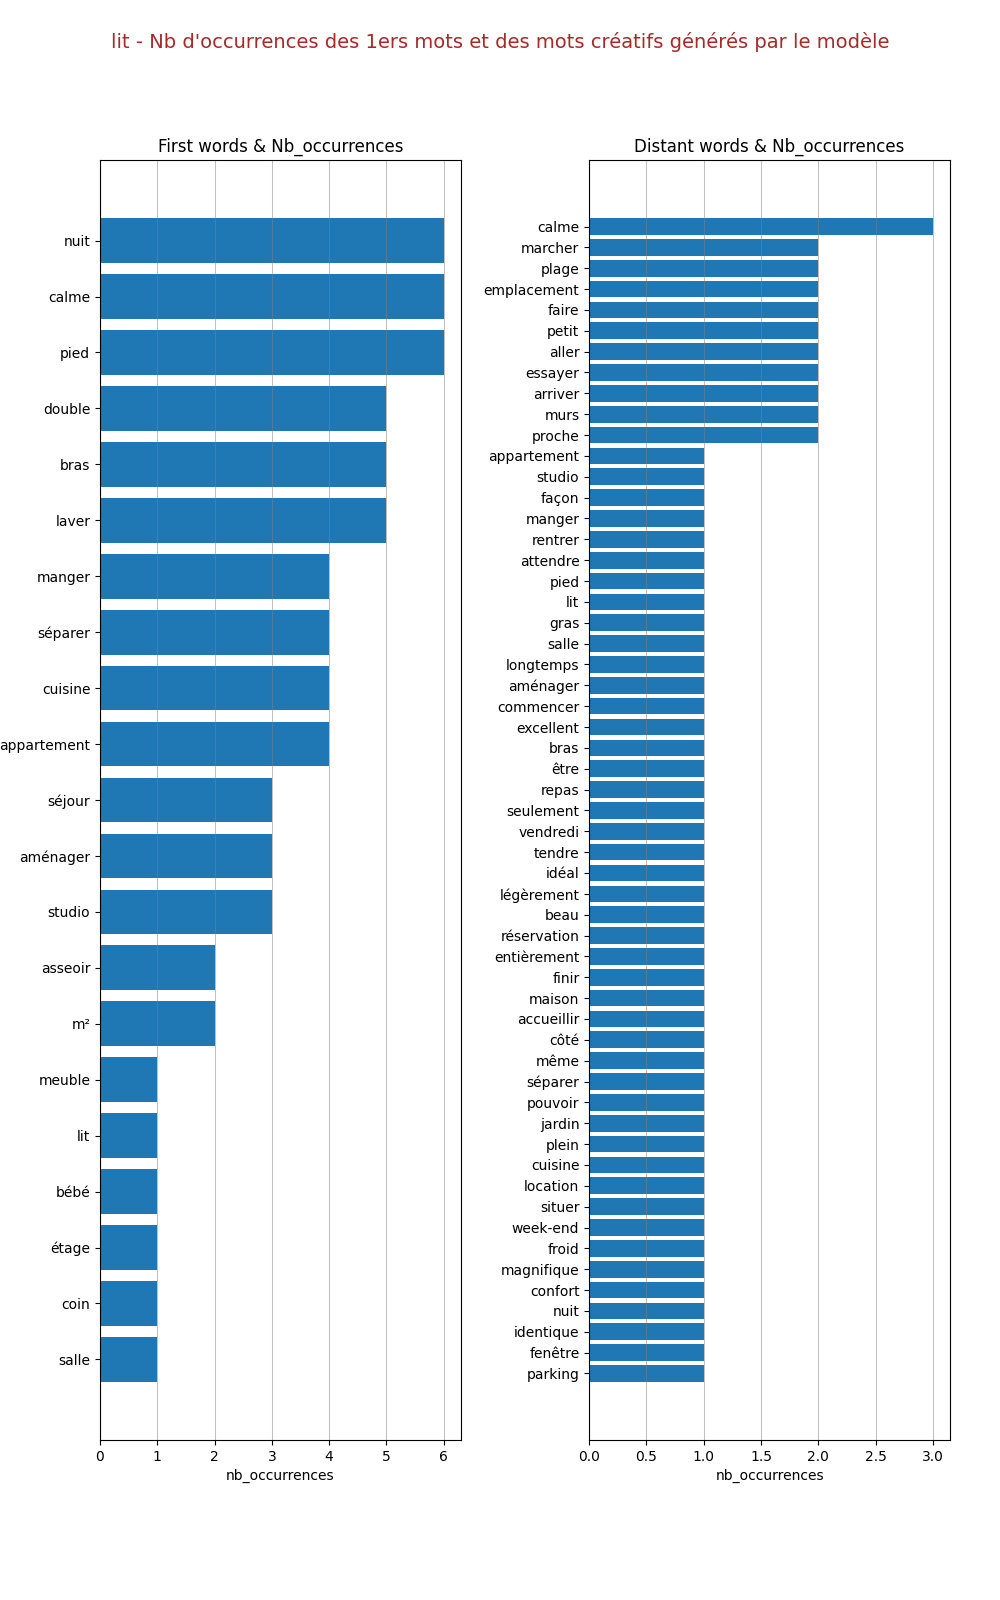 lit - Nb d'occurrences des 1ers mots et des mots créatifs générés par le modèle
First words & Nb_occurrences
nuit
calme
pied
double
bras
laver
manger
séparer
cuisine
appartement
séjour
aménager
studio
asseoir
m²
meuble
lit
bébé
étage
coin
salle
0 1 2 3 4 5 6
nb_occurrences
Distant words & Nb_occurrences
calme
marcher
plage
emplacement
faire
petit
aller
essayer
arriver
murs
proche
appartement
studio
façon
manger
rentrer
attendre
pied
lit
gras
salle
longtemps
aménager
commencer
excellent
bras
être
repas
seulement
vendredi
tendre
idéal
légèrement
beau
réservation
entièrement
finir
maison
accueillir
côté
même
séparer
pouvoir
jardin
plein
cuisine
location
situer
week-end
froid
magnifique
confort
nuit
identique
fenêtre
parking
0.0 0.5 1.0 1.5 2.0 2.5 3.0
nb_occurrences